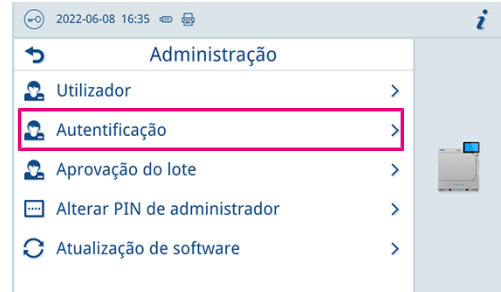 2022-06-08 16:35
Administração
Utilizador
Autentificação
Aprovação do lote
Alterar PIN de administrador
Atualização de software